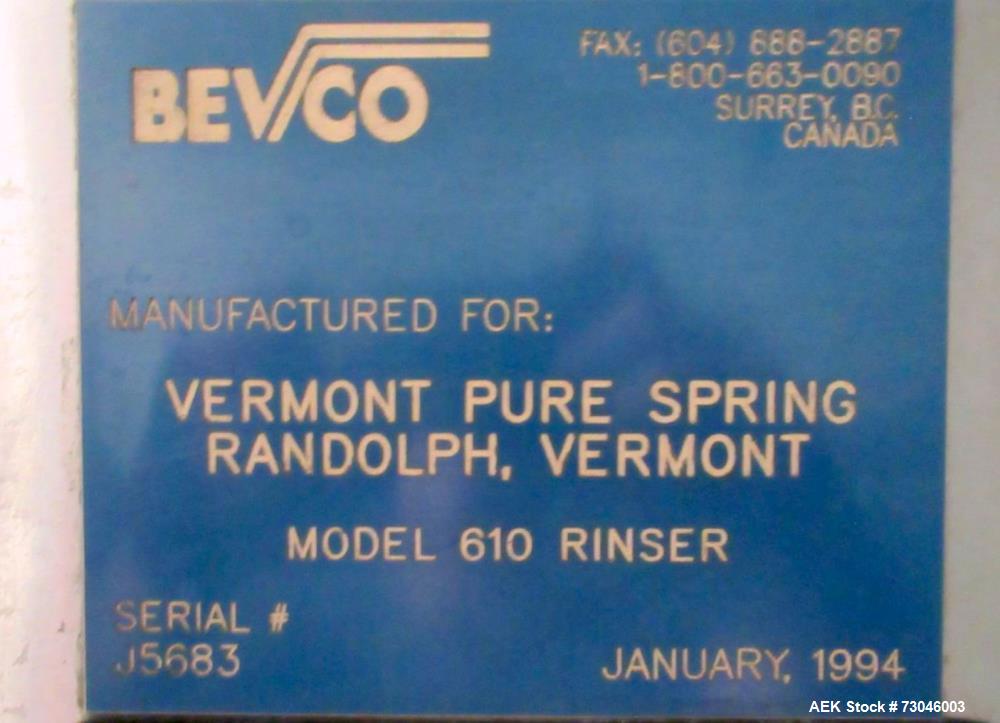 BEVCO
FAX: (604) 888-2887
1-800-663-0090
SURREY, B.C.
CANADA
MANUFACTURED FOR:
VERMONT PURE SPRING
RANDOLPH, VERMONT
MODEL 610 RINSER
SERIAL #
J5683
JANUARY, 1994
AEK Stock # 73046003